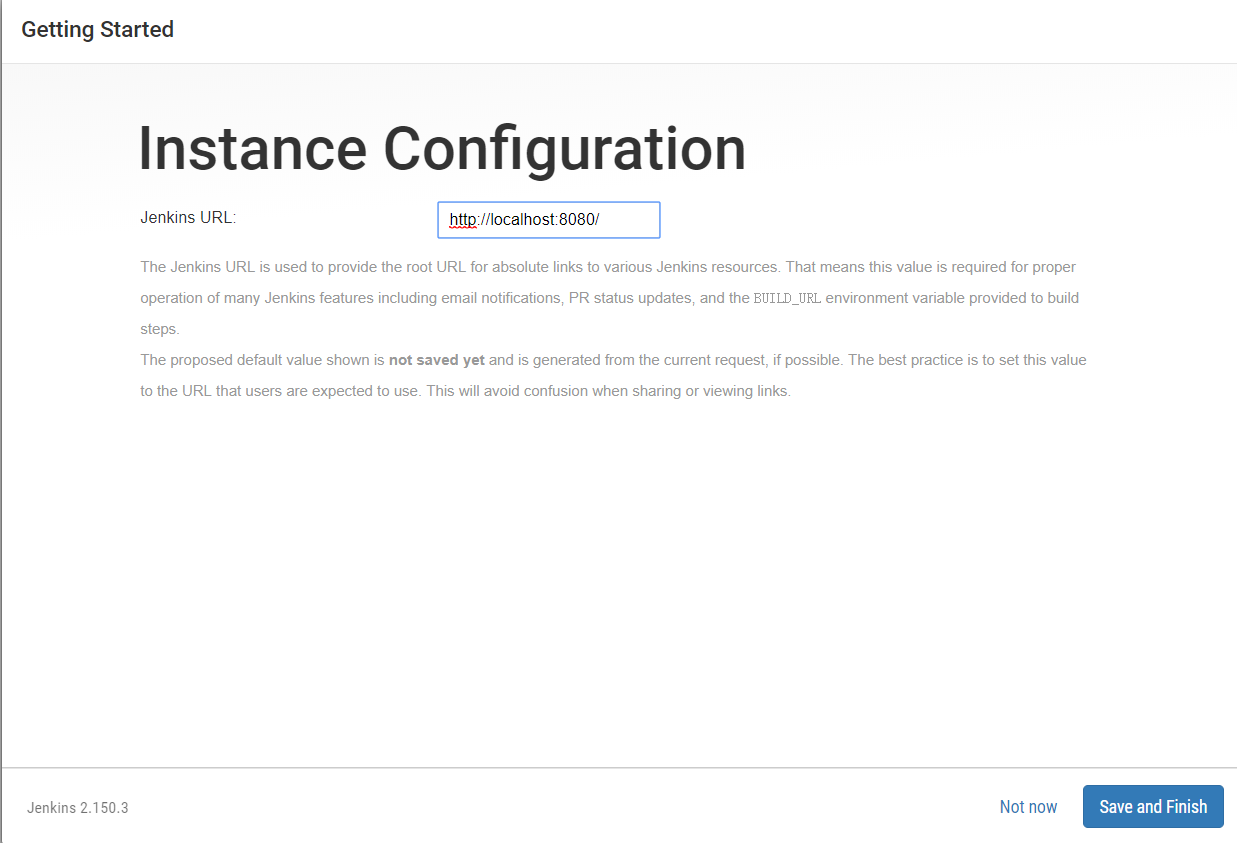 Getting Started
Instance Configuration
Jenkins URL:
http://localhost:8080/
The Jenkins URL is used to provide the root URL for absolute links to various Jenkins resources. That means this value is required for proper
operation of many Jenkins features including email notifications, PR status updates, and the BUILD_URL environment variable provided to build
steps.
The proposed default value shown is not saved yet and is generated from the current request, if possible. The best practice is to set this value
to the URL that users are expected to use. This will avoid confusion when sharing or viewing links.
Jenkins 2.150.3
Not now
Save and Finish